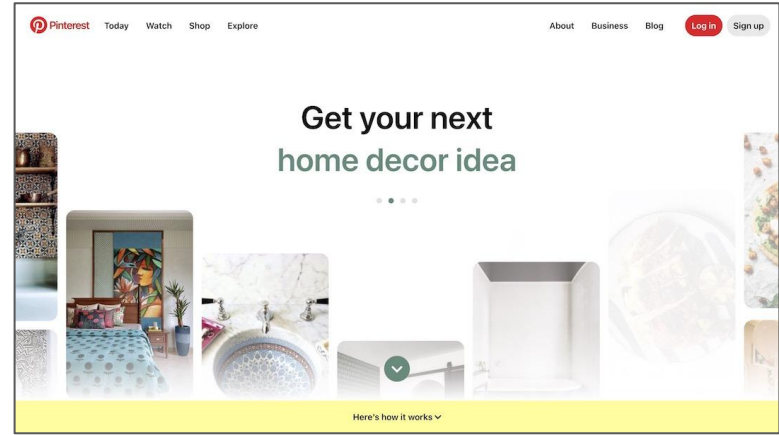 Pinterest Today Watch Shop Explore About Business Blog Log in Sign up
Get your next
home decor idea
Here's how it works